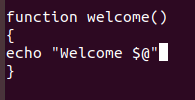 function welcome()
{
echo "Welcome $@"
}